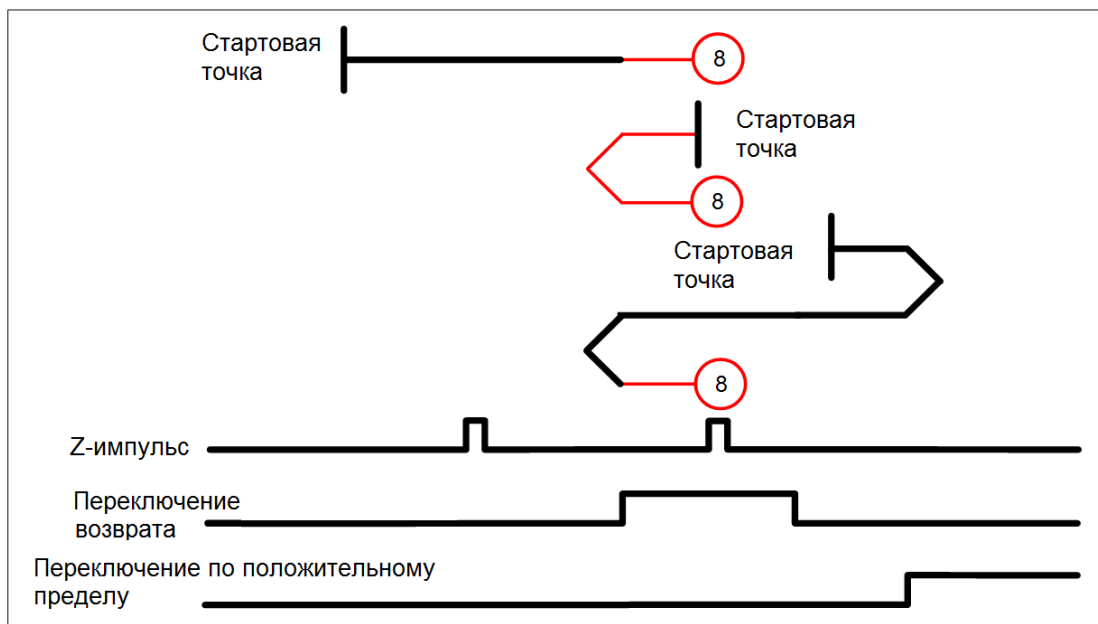 Стартовая
точка
8
Стартовая
точка
8
Стартовая
точка
8
Z-импульс
Переключение
возврата
Переключение по положительному
пределу